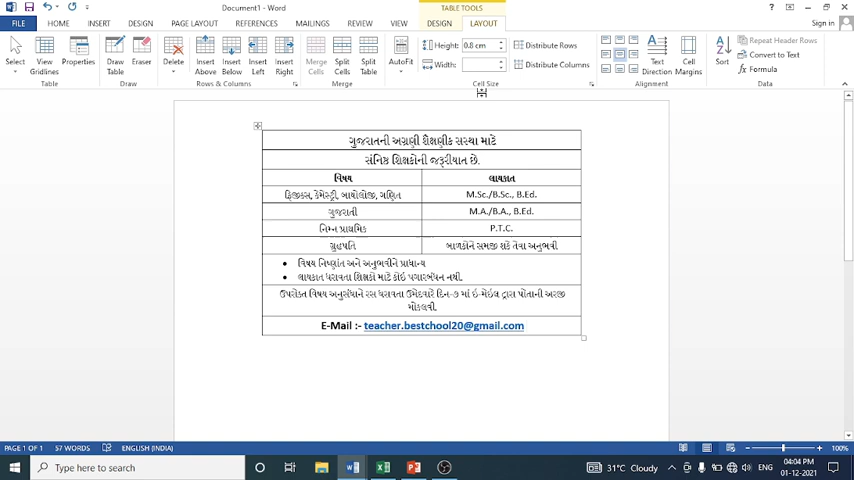 Document1 - Word
TABLE TOOLS
FILE HOME INSERT DESIGN PAGE LAYOUT REFERENCES MAILINGS REVIEW VIEW DESIGN LAYOUT Sign in
Select View Gridlines Properties Draw Table Eraser Delete Insert Above Insert Below Insert Left Insert Right Merge Cells Split Cells Split Table AutoFit Height: 0.8 cm Width: Distribute Rows Distribute Columns Text Direction Cell Margins Sort Repeat Header Rows Convert to Text Formula
Table Draw Rows & Columns Merge Cell Size Alignment Data
ગુજરાતની અગ્રણી શૈક્ષણીક સંસ્થા માટે
સંનિષ્ઠ શિક્ષકોની જરૂરીયાત છે.
વિષય લાયકાત
ફિજીક્સ, કેમેસ્ટ્રી, બાયોલોજી, ગણિત M.Sc./B.Sc., B.Ed.
ગુજરાતી M.A./B.A., B.Ed.
નિમ્ન પ્રાથમિક P.T.C.
ગૃહપતિ બાળકોને સમજી શકે તેવા અનુભવી
• વિષય નિષ્ણાંત અને અનુભવીને પ્રાધાન્ય
• લાયકાત ધરાવતા શિક્ષકો માટે કોઇ પગારબંધન નથી.
ઉપરોક્ત વિષય અનુસંધાને રસ ધરાવતા ઉમેદવારે દિન-૭ માં ઇ-મેઇલ દ્વારા પોતાની અરજી
મોકલવી.
E-Mail :- teacher.bestchool20@gmail.com
PAGE 1 OF 1 57 WORDS ENGLISH (INDIA) 100%
Type here to search 31°C Cloudy ENG 04:04 PM
01-12-2021